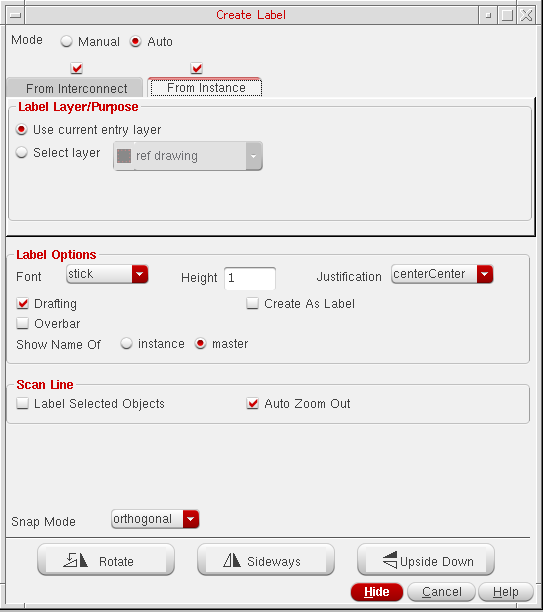 Create Label
Mode Manual Auto
From Interconnect From Instance
Label Layer/Purpose
Use current entry layer
Select layer ref drawing
Label Options
Font stick Height 1 Justification centerCenter
Drafting Create As Label
Overbar
Show Name Of instance master
Scan Line
Label Selected Objects Auto Zoom Out
Snap Mode orthogonal
Rotate Sideways Upside Down
Hide Cancel Help